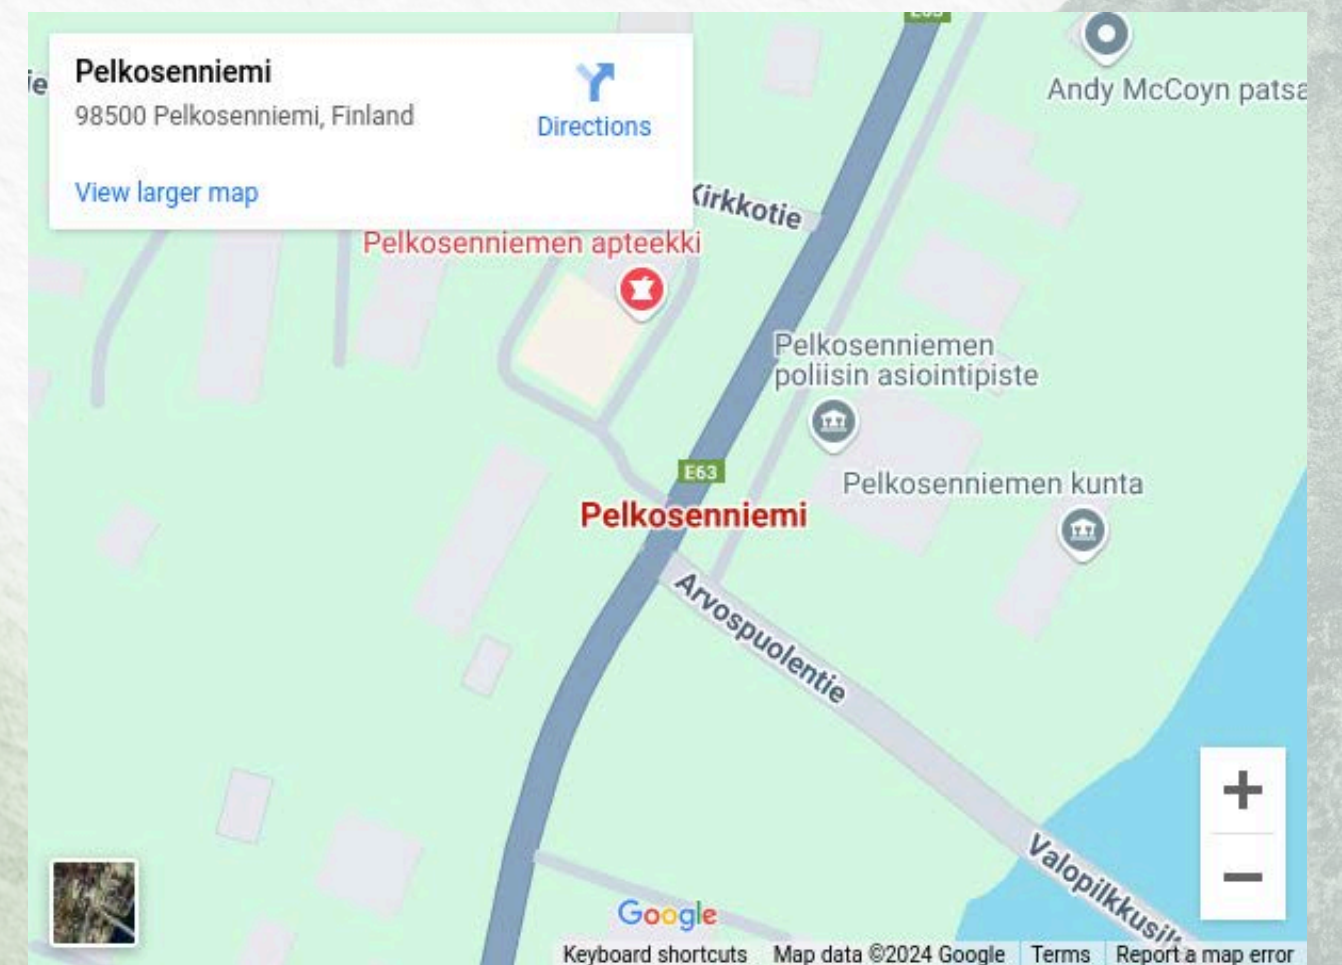 E63
Pelkosenniemi
98500 Pelkosenniemi, Finland
Directions
View larger map
Andy McCoyn patsa
Kirkkotie
Pelkosenniemen apteekki
Pelkosenniemen
poliisin asiointipiste
E63
Pelkosenniemen kunta
Pelkosenniemi
Arvospuolentie
Valopilkkusil
Google
Keyboard shortcuts
Map data ©2024 Google
Terms
Report a map error